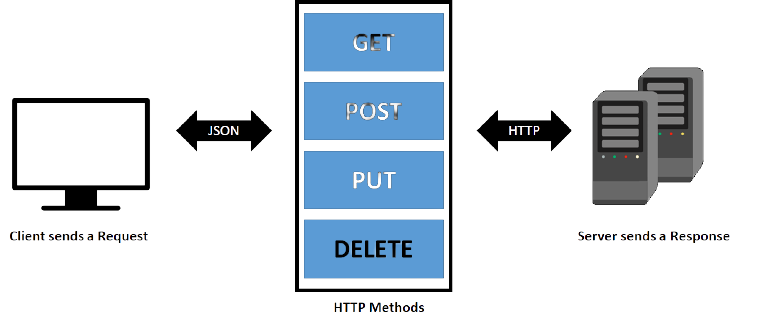 GET
POST
PUT
DELETE
JSON
HTTP
Client sends a Request
Server sends a Response
HTTP Methods